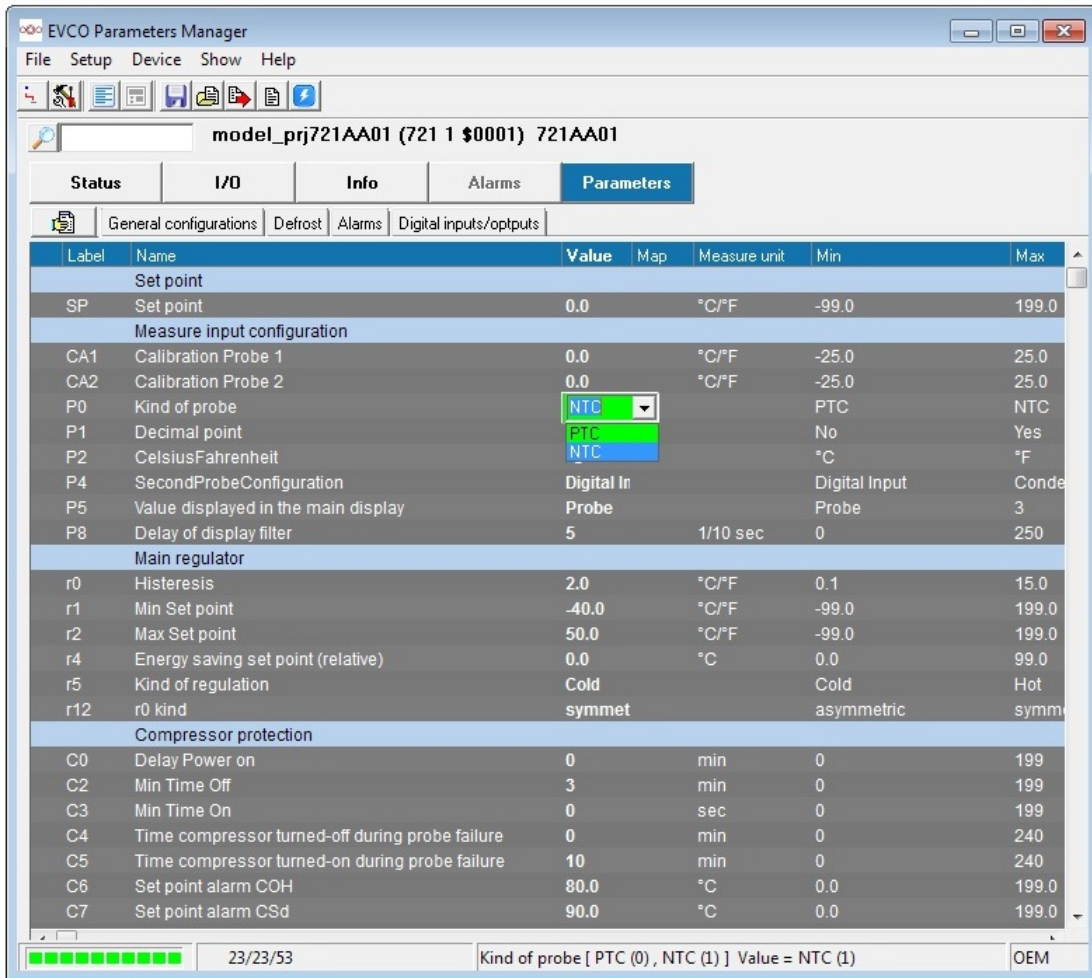 EVCO Parameters Manager
File Setup Device Show Help
model_prj721AA01 (721 1 $0001) 721AA01
Status I/O Info Alarms Parameters
General configurations Defrost Alarms Digital inputs/optputs
Label Name Value Map Measure unit Min Max
Set point
SP Set point 0.0 °C/°F -99.0 199.0
Measure input configuration
CA1 Calibration Probe 1 0.0 °C/°F -25.0 25.0
CA2 Calibration Probe 2 0.0 °C/°F -25.0 25.0
P0 Kind of probe NTC PTC NTC
P1 Decimal point PTC No Yes
P2 CelsiusFahrenheit NTC °C °F
P4 SecondProbeConfiguration Digital In Digital Input Conde
P5 Value displayed in the main display Probe Probe 3
P8 Delay of display filter 5 1/10 sec 0 250
Main regulator
r0 Histeresis 2.0 °C/°F 0.1 15.0
r1 Min Set point -40.0 °C/°F -99.0 199.0
r2 Max Set point 50.0 °C/°F -99.0 199.0
r4 Energy saving set point (relative) 0.0 °C 0.0 99.0
r5 Kind of regulation Cold Cold Hot
r12 r0 kind symmet asymmetric symme
Compressor protection
C0 Delay Power on 0 min 0 199
C2 Min Time Off 3 min 0 199
C3 Min Time On 0 sec 0 199
C4 Time compressor turned-off during probe failure 0 min 0 240
C5 Time compressor turned-on during probe failure 10 min 0 240
C6 Set point alarm COH 80.0 °C 0.0 199.0
C7 Set point alarm CSd 90.0 °C 0.0 199.0
23/23/53 Kind of probe [ PTC (0) , NTC (1) ] Value = NTC (1) OEM